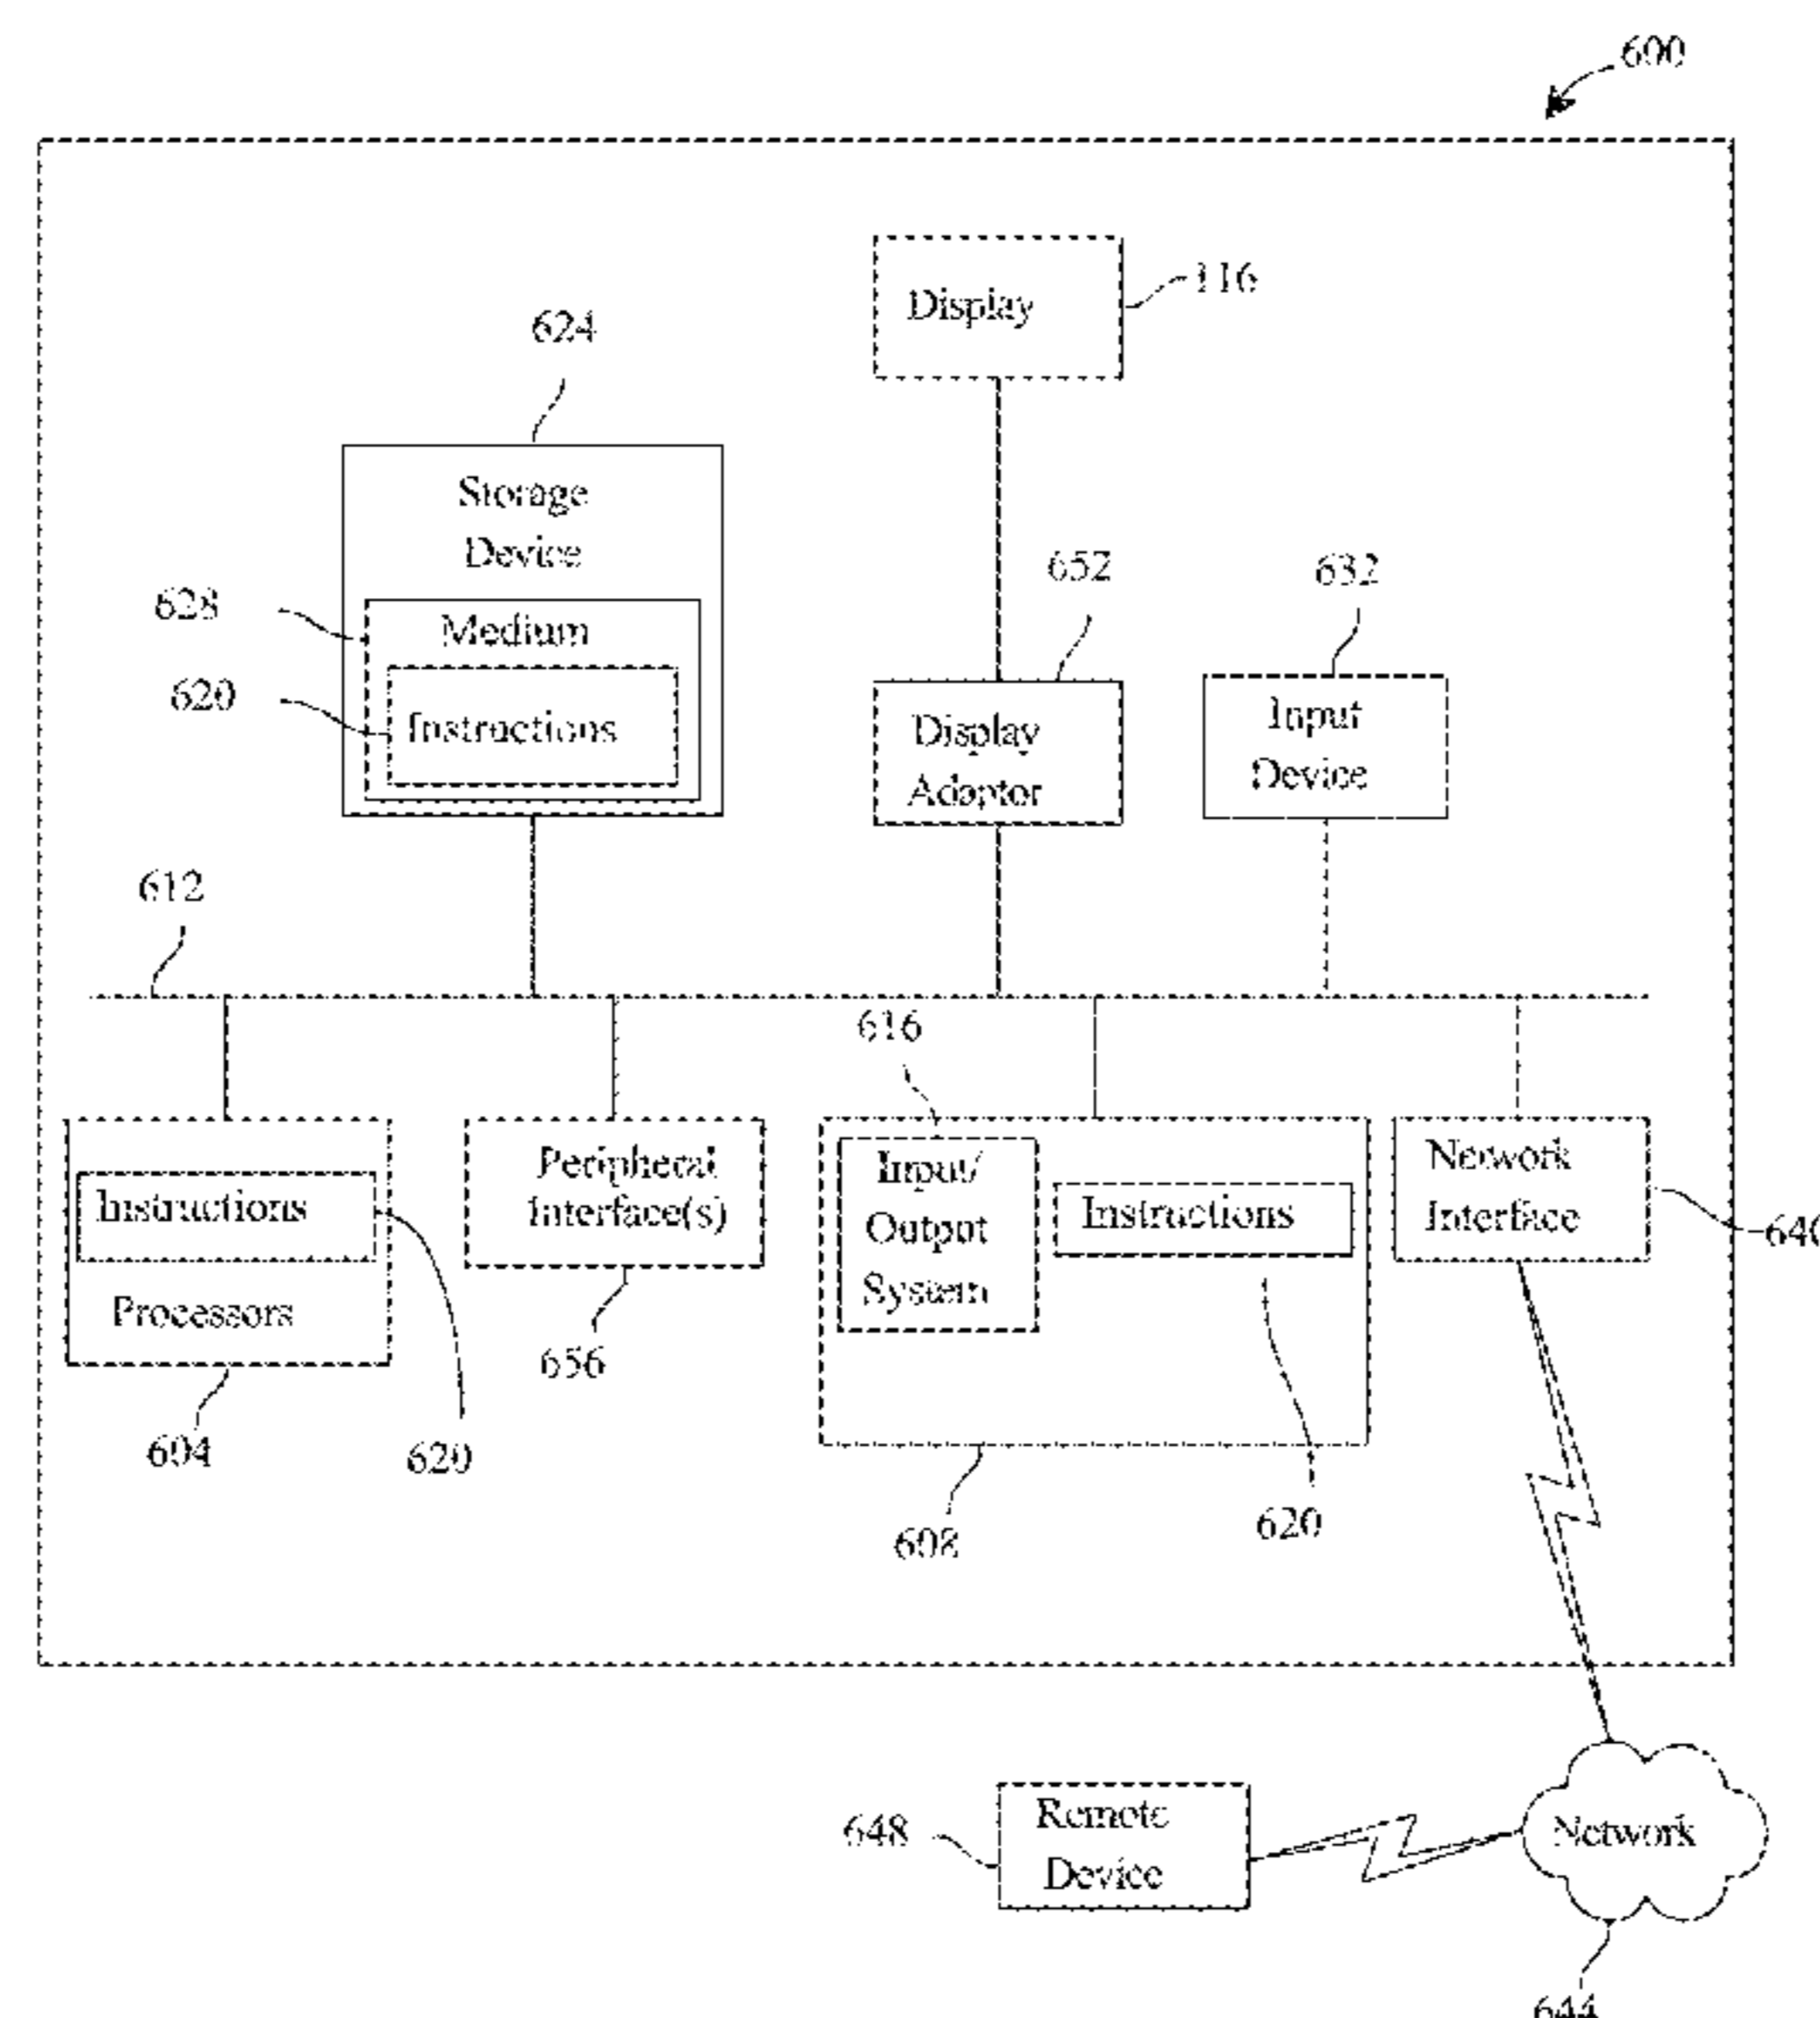 600
Display
116
624
Storage
Device
628
Medium
620
Instructions
652
Display
Adaptor
632
Input
Device
612
616
Instructions
Processors
604
620
Peripheral
Interface(s)
656
Input/
Output
System
Instructions
608
620
Network
Interface
640
648
Remote
Device
Network
644